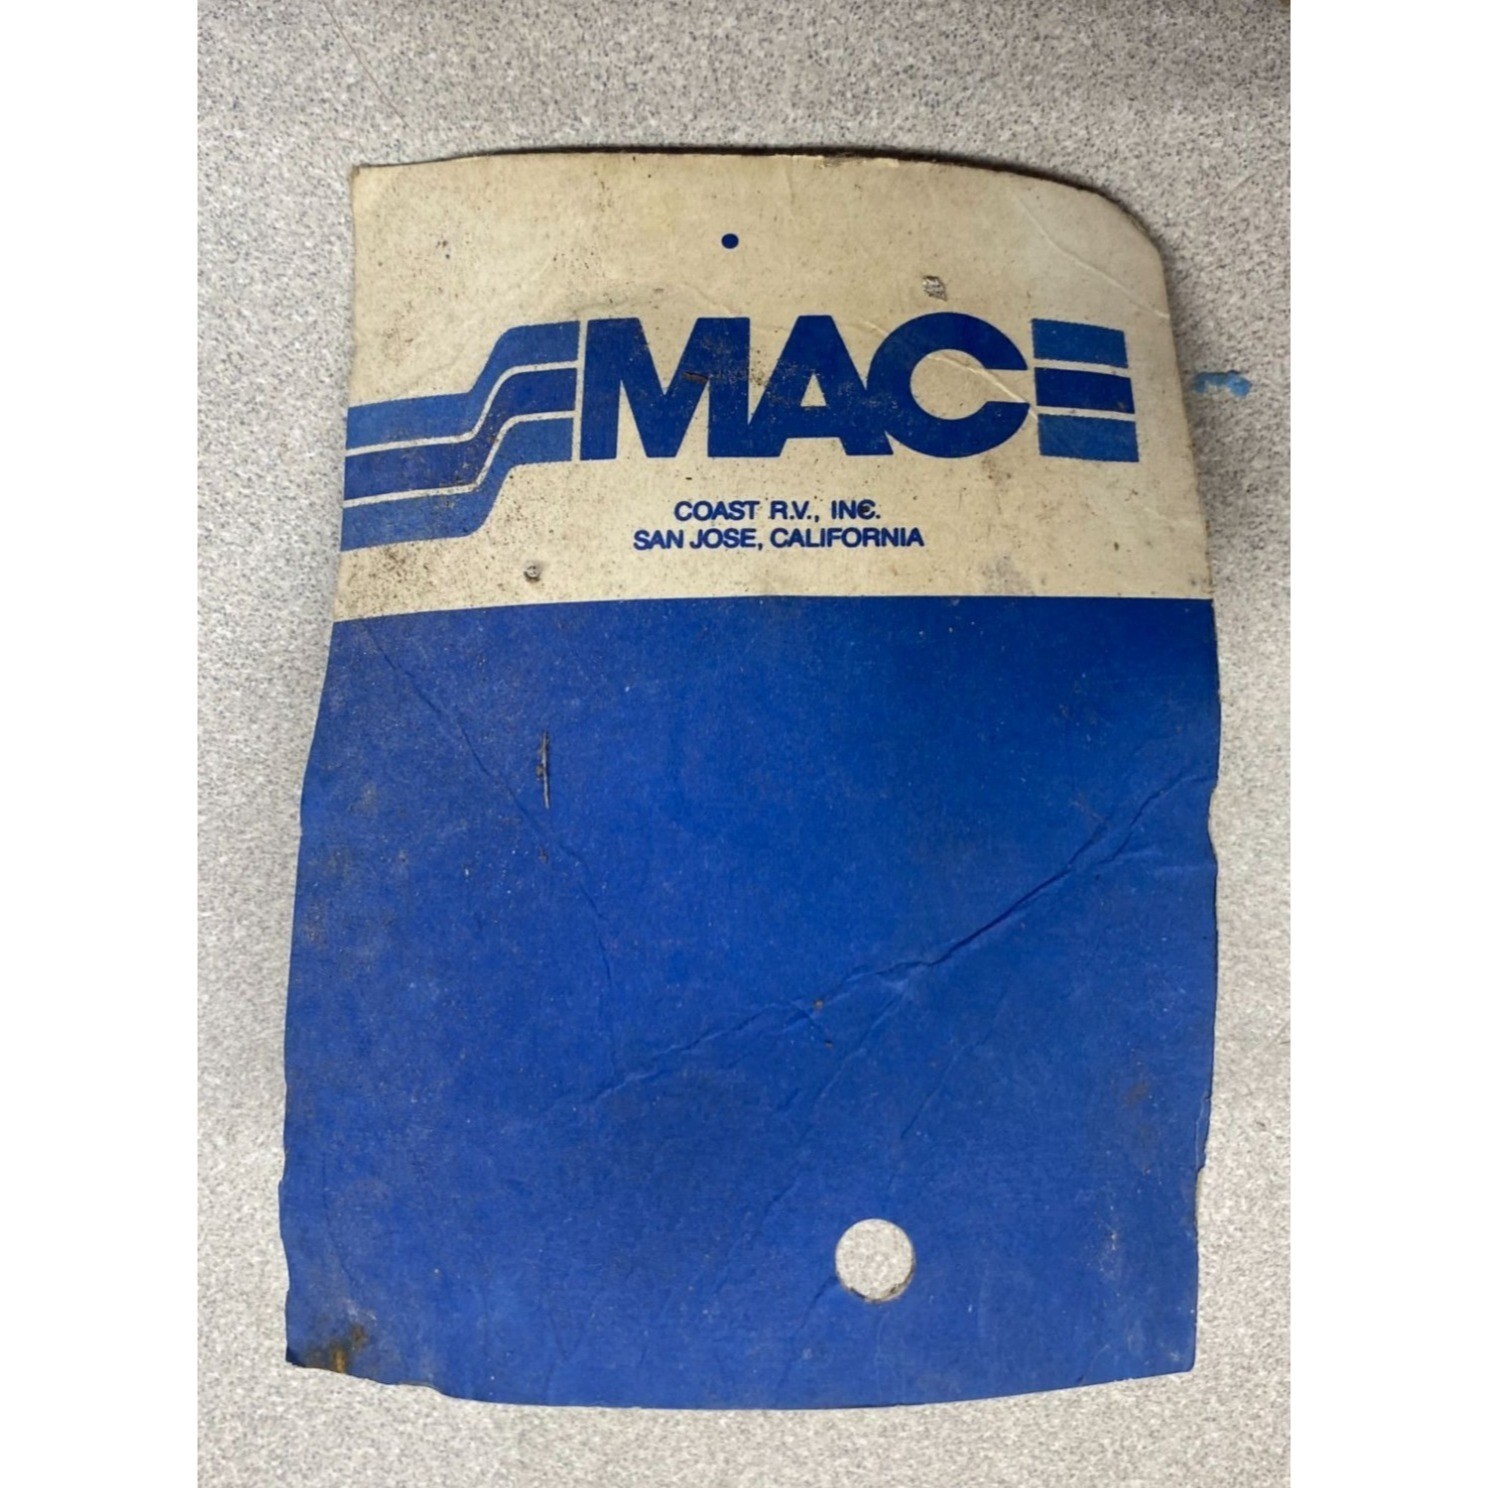 MAC
COAST R.V., INC.
SAN JOSE, CALIFORNIA